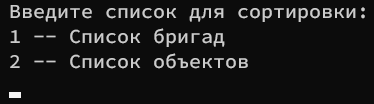 Введите список для сортировки:
1 -- Список бригад
2 -- Список объектов